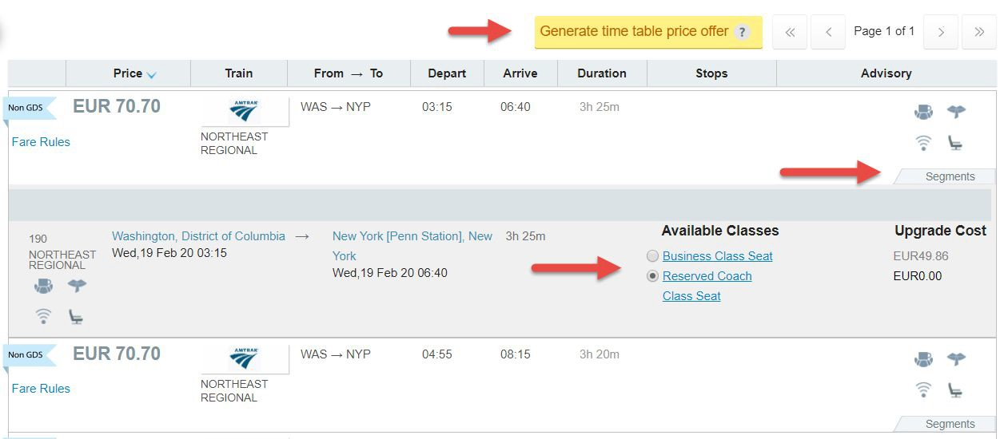 Generate time table price offer ?
« ‹ Page 1 of 1 › »
Price Train From → To Depart Arrive Duration Stops Advisory
Non GDS EUR 70.70 AMTRAK WAS → NYP 03:15 06:40 3h 25m
Fare Rules NORTHEAST
REGIONAL
Segments
190 Washington, District of Columbia → New York [Penn Station], New 3h 25m Available Classes Upgrade Cost
NORTHEAST Wed,19 Feb 20 03:15 York Business Class Seat EUR49.86
REGIONAL Wed,19 Feb 20 06:40 Reserved Coach EUR0.00
Class Seat
Non GDS EUR 70.70 AMTRAK WAS → NYP 04:55 08:15 3h 20m
Fare Rules NORTHEAST
REGIONAL
Segments